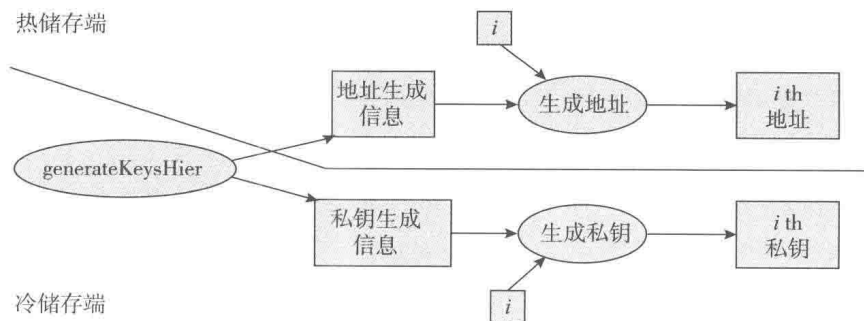 热储存端
i
地址生成
信息
生成地址
i th
地址
generateKeysHier
私钥生成
信息
生成私钥
i th
私钥
i
冷储存端